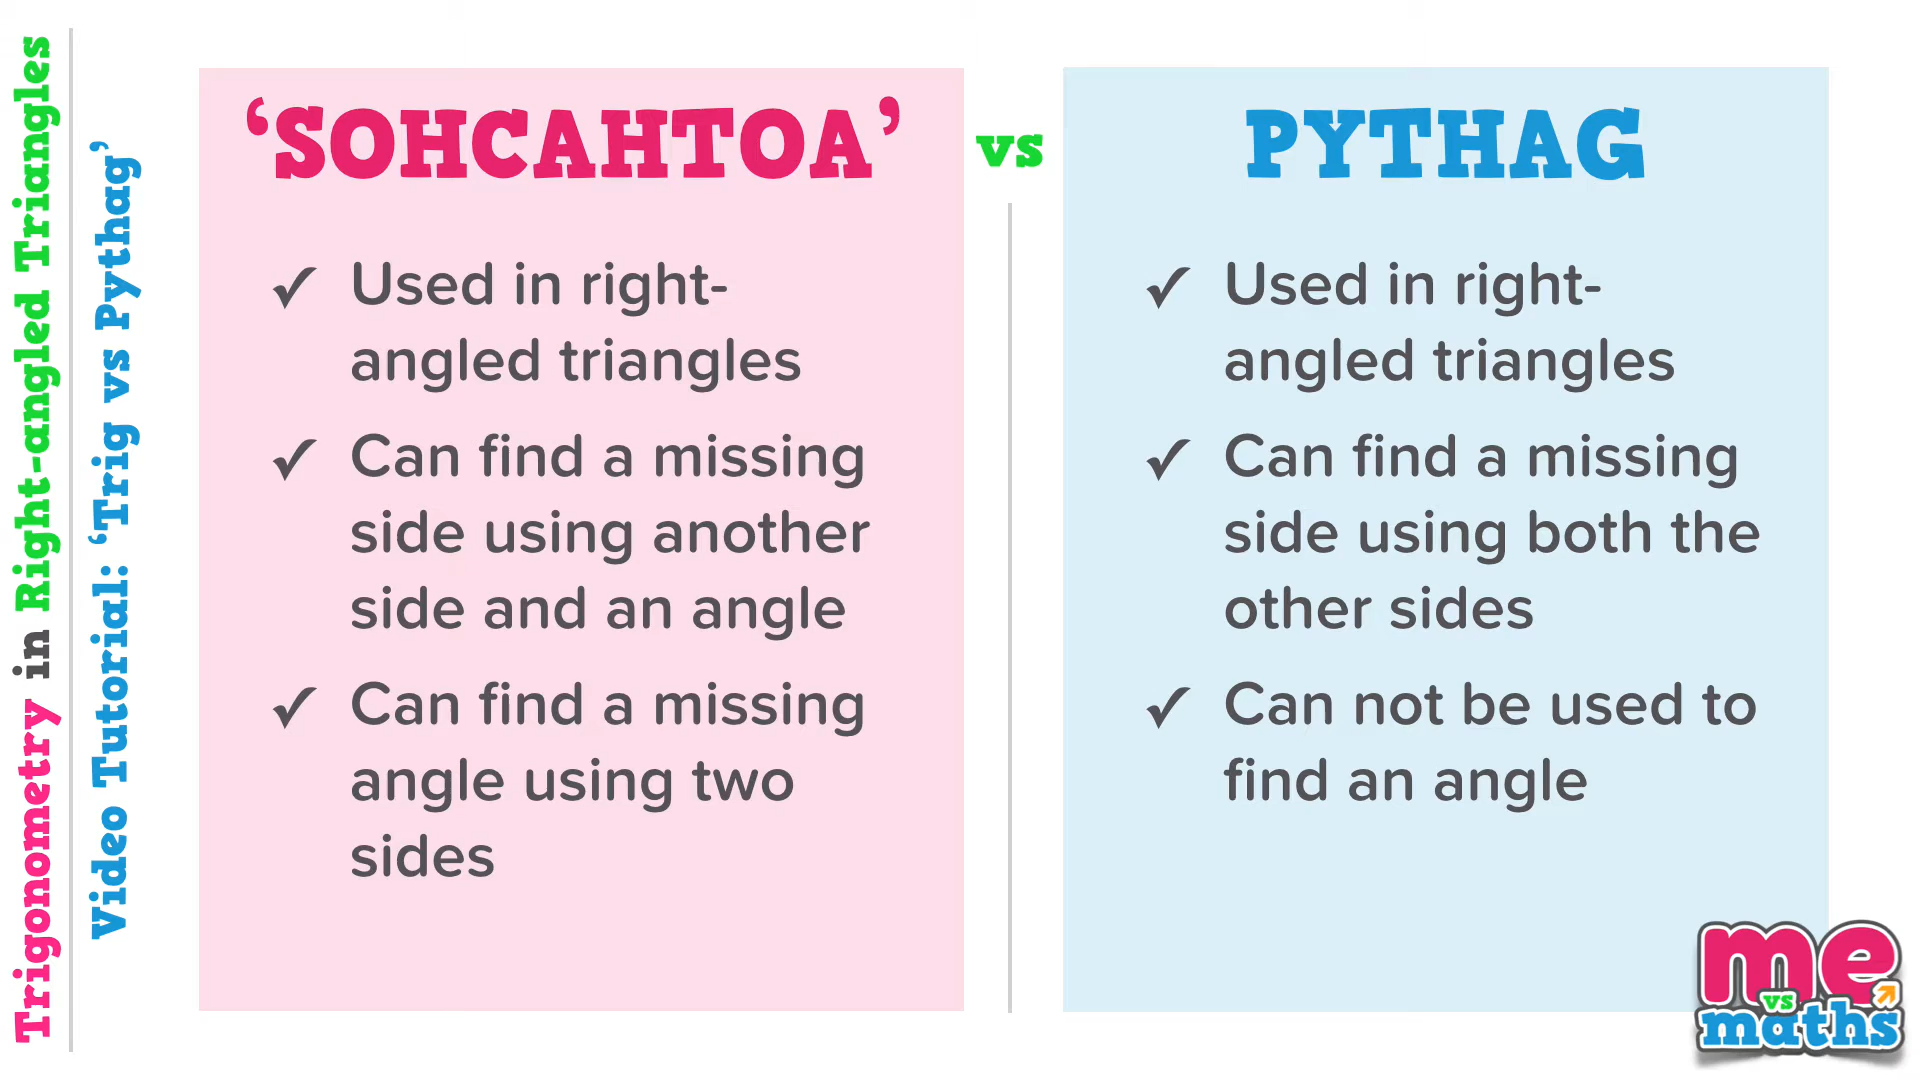 Trigonometry in Right-angled Triangles
Video Tutorial: ‘Trig vs Pythag’
‘SOHCAHTOA’
vs
PYTHAG
✓ Used in right-
angled triangles
✓ Can find a missing
side using another
side and an angle
✓ Can find a missing
angle using two
sides
✓ Used in right-
angled triangles
✓ Can find a missing
side using both the
other sides
✓ Can not be used to
find an angle
me
vs
maths